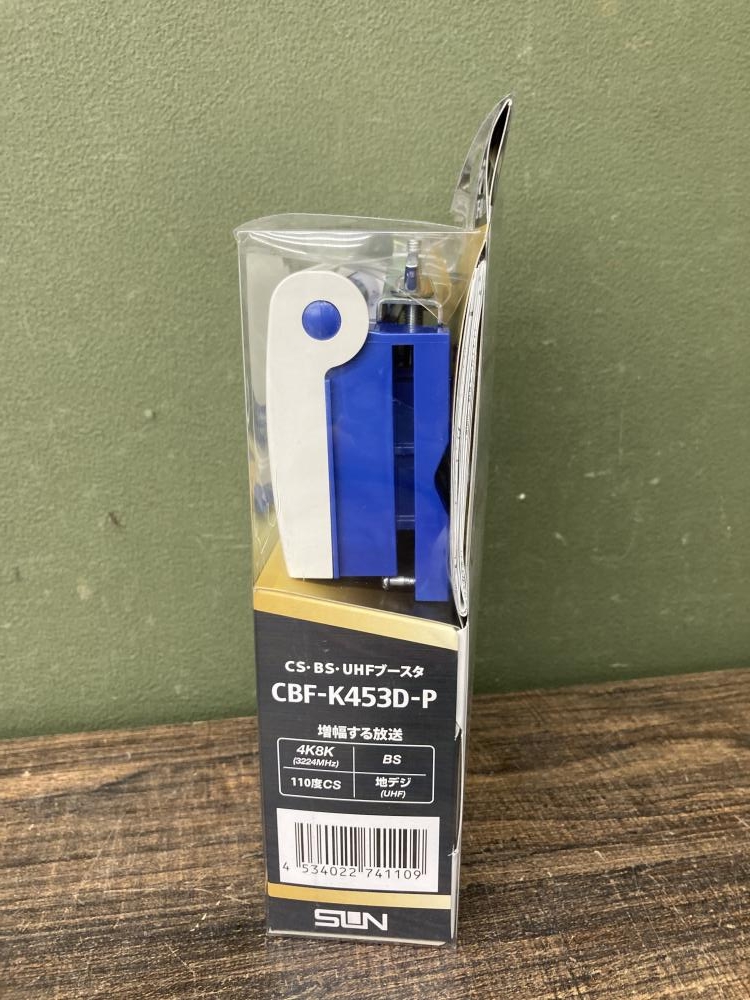 CS・BS・UHFブースタ
CBF-K453D-P
増幅する放送
4K8K
(3224MHz)
BS
110度CS
地デジ
(UHF)
4 534022 741109
SUN